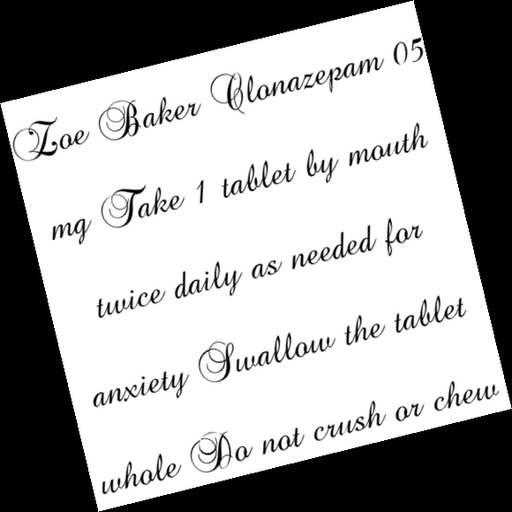 Zoe Baker Clonazepam 05
mg Take 1 tablet by mouth
twice daily as needed for
anxiety Swallow the tablet
whole Do not crush or chew